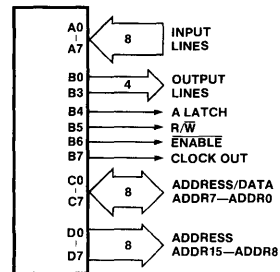 A0 – A7 8 INPUT LINES
B0 B3 4 OUTPUT LINES
B4 A LATCH
B5 R/W̅
B6 E̅N̅A̅B̅L̅E̅
B7 CLOCK OUT
C0 – C7 8 ADDRESS/DATA ADDR7—ADDR0
D0 – D7 8 ADDRESS ADDR15—ADDR8